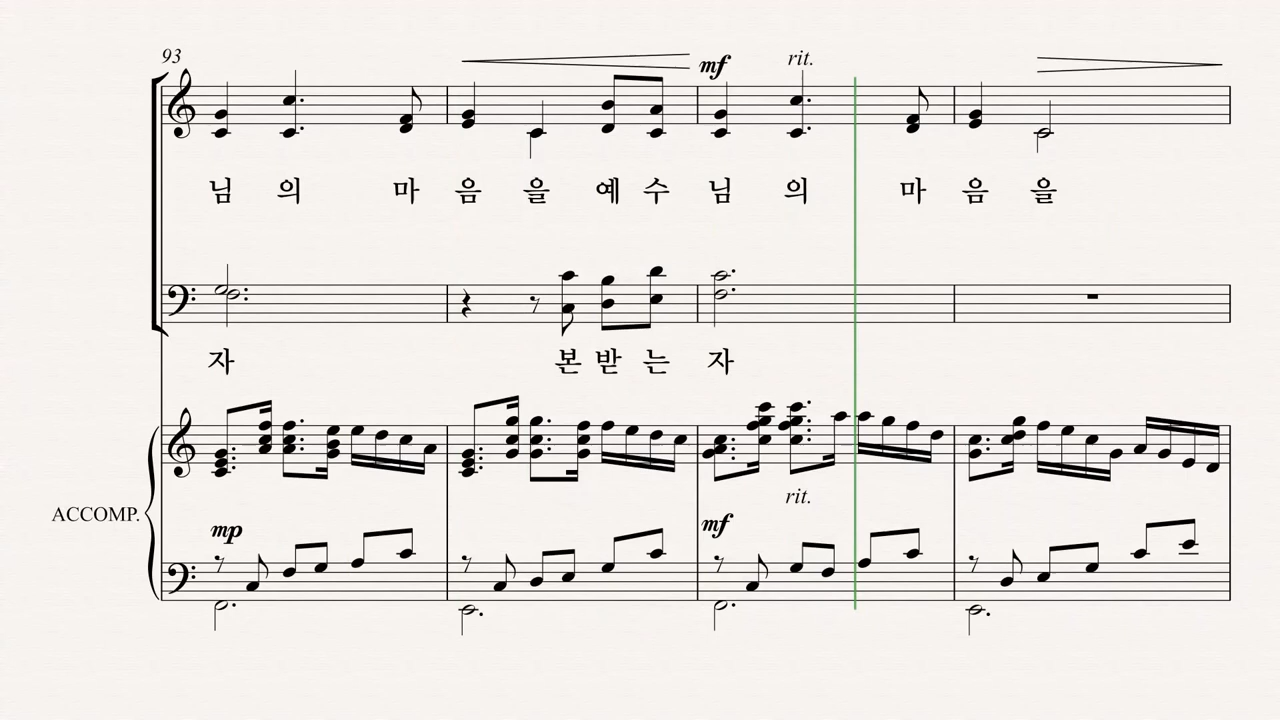 93
mf rit.
님 의 마 음 을 예 수 님 의 마 음 을
자 본 받 는 자
rit.
ACCOMP.
mp mf